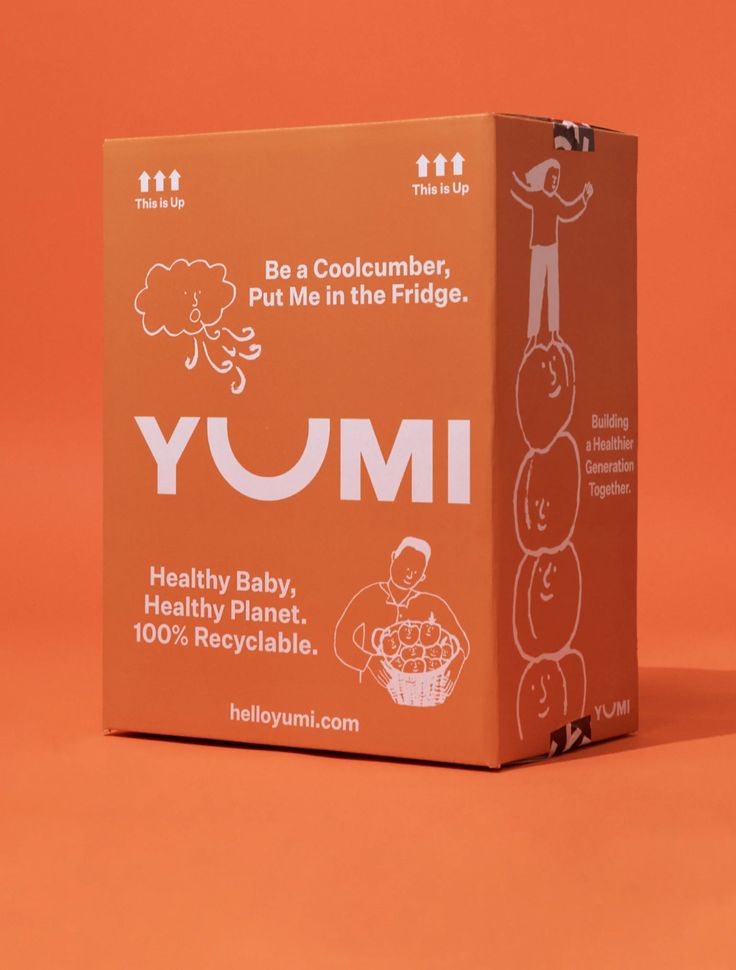 This is Up
This is Up
Be a Coolcumber,
Put Me in the Fridge.
YUMI
Healthy Baby,
Healthy Planet.
100% Recyclable.
helloyumi.com
Building
a Healthier
Generation
Together.
YUMI